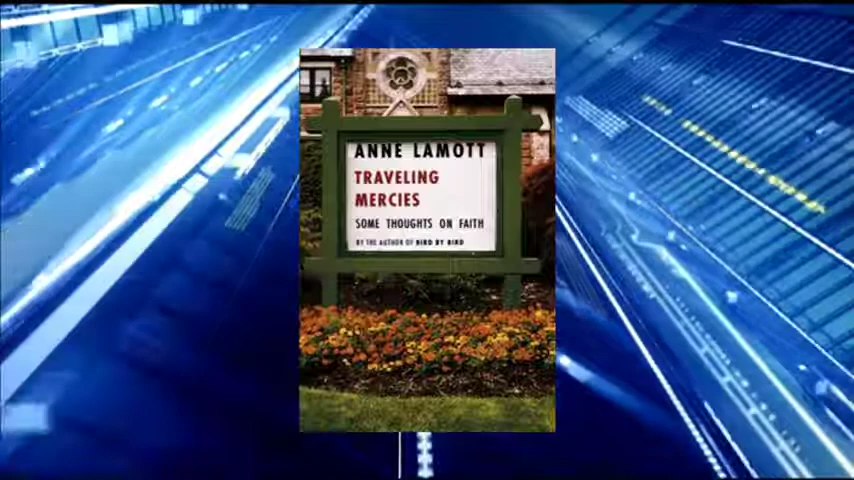 ANNE LAMOTT
TRAVELING
MERCIES
SOME THOUGHTS ON FAITH
BY THE AUTHOR OF BIRD BY BIRD